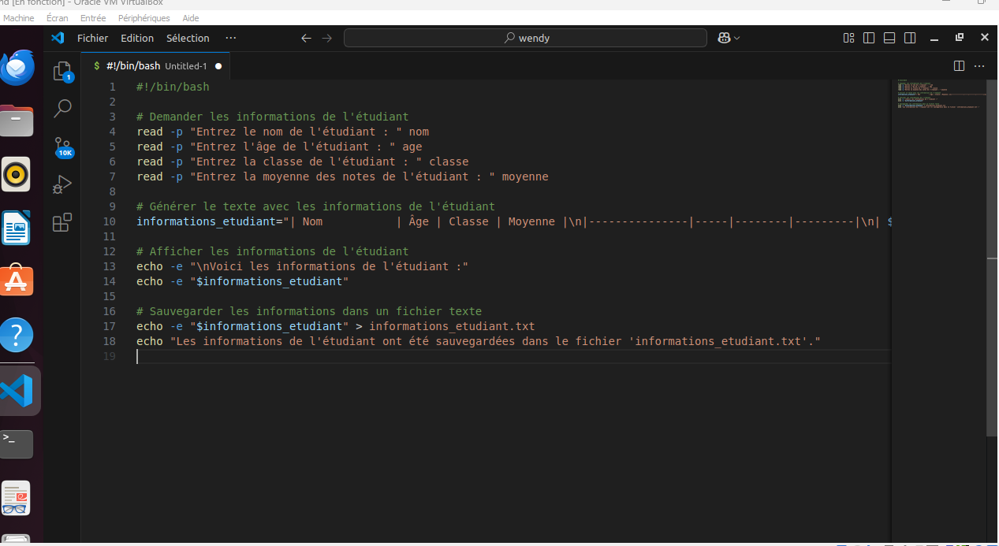 [En fonction] - Oracle VM VirtualBox
Machine Écran Entrée Périphériques Aide
Fichier Edition Sélection ··· wendy
$ #!/bin/bash Untitled-1
1 #!/bin/bash
2
3 # Demander les informations de l'étudiant
4 read -p "Entrez le nom de l'étudiant : " nom
5 read -p "Entrez l'âge de l'étudiant : " age
6 read -p "Entrez la classe de l'étudiant : " classe
7 read -p "Entrez la moyenne des notes de l'étudiant : " moyenne
8
9 # Générer le texte avec les informations de l'étudiant
10 informations_etudiant="| Nom           | Âge | Classe | Moyenne |\n|---------------|-----|--------|---------|\n| $
11
12 # Afficher les informations de l'étudiant
13 echo -e "\nVoici les informations de l'étudiant :"
14 echo -e "$informations_etudiant"
15
16 # Sauvegarder les informations dans un fichier texte
17 echo -e "$informations_etudiant" > informations_etudiant.txt
18 echo "Les informations de l'étudiant ont été sauvegardées dans le fichier 'informations_etudiant.txt'."
19
1
10K
?
>_